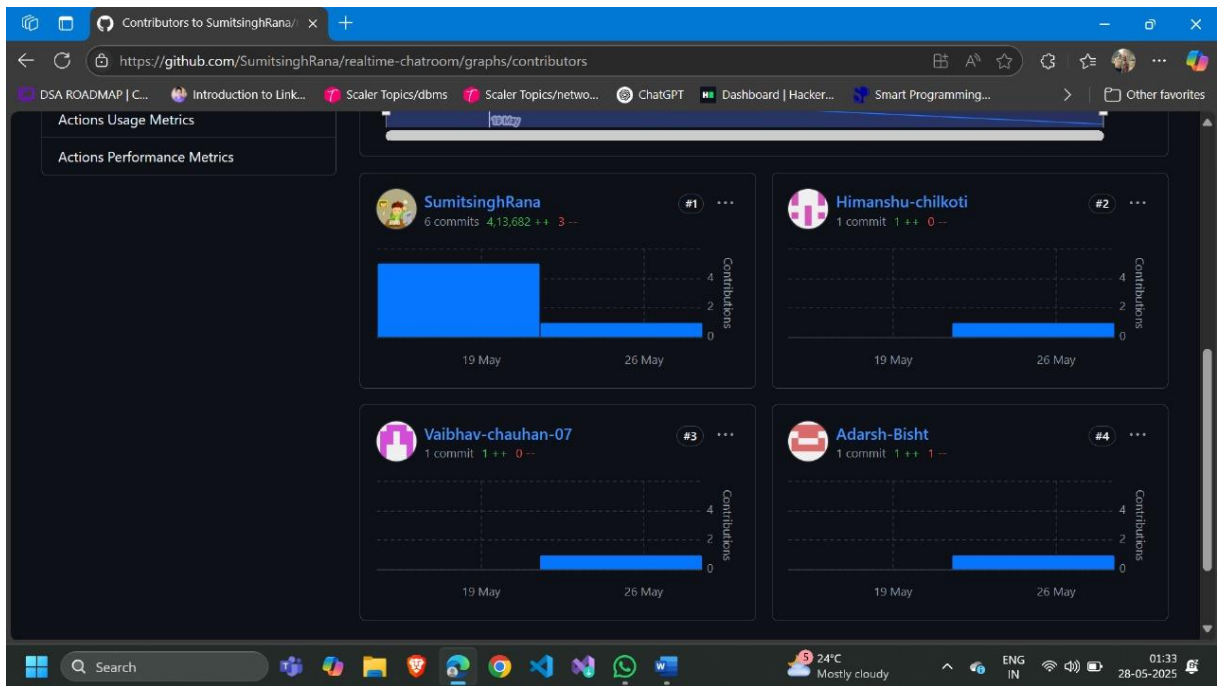 Contributors to SumitsinghRana/
https://github.com/SumitsinghRana/realtime-chatroom/graphs/contributors
DSA ROADMAP | C... Introduction to Link... Scaler Topics/dbms Scaler Topics/netwo... ChatGPT Dashboard | Hacker... Smart Programming... Other favorites
Actions Usage Metrics
Actions Performance Metrics
19 May
SumitsinghRana #1
6 commits 4,13,682 ++ 3 --
4
2
0
Contributions
19 May 26 May
Himanshu-chilkoti #2
1 commit 1 ++ 0 --
4
2
0
Contributions
19 May 26 May
Vaibhav-chauhan-07 #3
1 commit 1 ++ 0 --
4
2
0
Contributions
19 May 26 May
Adarsh-Bisht #4
1 commit 1 ++ 1 --
4
2
0
Contributions
19 May 26 May
Search
5
24°C
Mostly cloudy
ENG
IN
01:33
28-05-2025